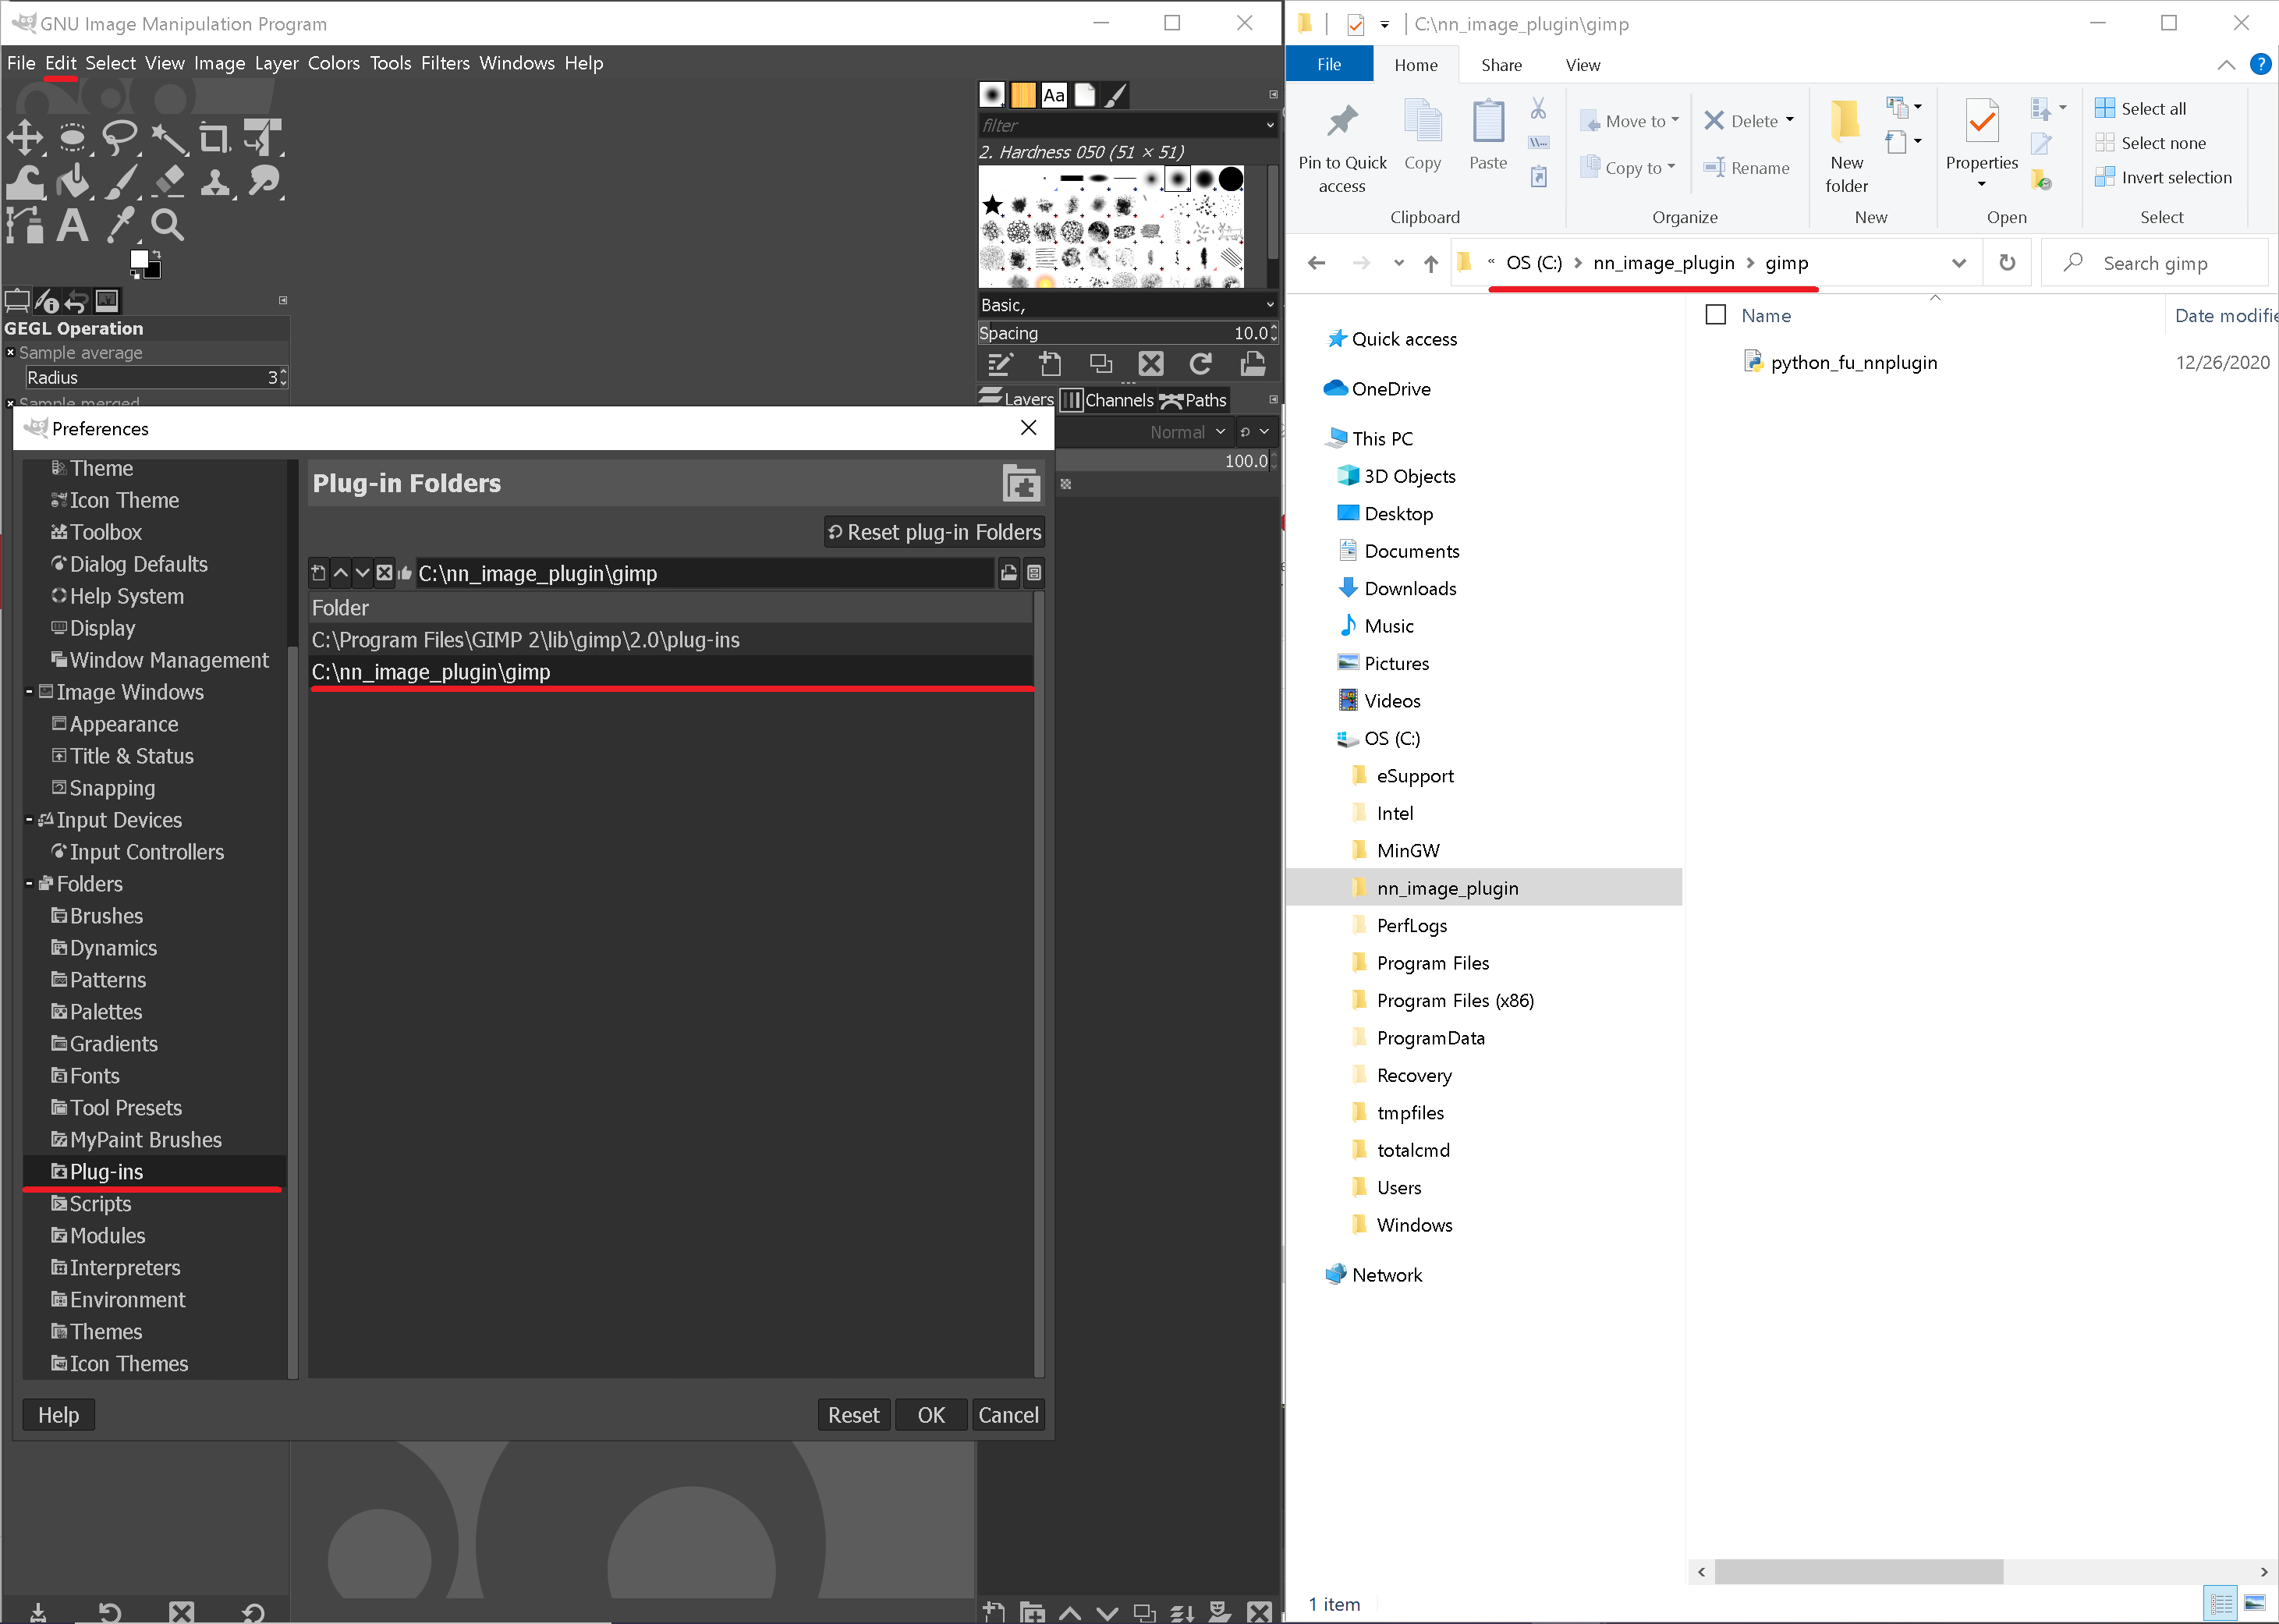 GNU Image Manipulation Program
File Edit Select View Image Layer Colors Tools Filters Windows Help
GEGL Operation
Sample average
Radius 3
Sample merged
Aa
filter
2. Hardness 050 (51 × 51)
Basic,
Spacing 10.0
Layers Channels Paths
Normal
100.0
Preferences
Theme
Icon Theme
Toolbox
Dialog Defaults
Help System
Display
Window Management
Image Windows
Appearance
Title & Status
Snapping
Input Devices
Input Controllers
Folders
Brushes
Dynamics
Patterns
Palettes
Gradients
Fonts
Tool Presets
MyPaint Brushes
Plug-ins
Scripts
Modules
Interpreters
Environment
Themes
Icon Themes
Plug-in Folders
Reset plug-in Folders
C:\nn_image_plugin\gimp
Folder
C:\Program Files\GIMP 2\lib\gimp\2.0\plug-ins
C:\nn_image_plugin\gimp
Help Reset OK Cancel
C:\nn_image_plugin\gimp
File Home Share View
Pin to Quick access
Copy
Paste
Clipboard
Move to
Copy to
Delete
Rename
Organize
New folder
New
Properties
Open
Select all
Select none
Invert selection
Select
« OS (C:) > nn_image_plugin > gimp
Search gimp
Quick access
OneDrive
This PC
3D Objects
Desktop
Documents
Downloads
Music
Pictures
Videos
OS (C:)
eSupport
Intel
MinGW
nn_image_plugin
PerfLogs
Program Files
Program Files (x86)
ProgramData
Recovery
tmpfiles
totalcmd
Users
Windows
Network
Name Date modifie
python_fu_nnplugin 12/26/2020
1 item